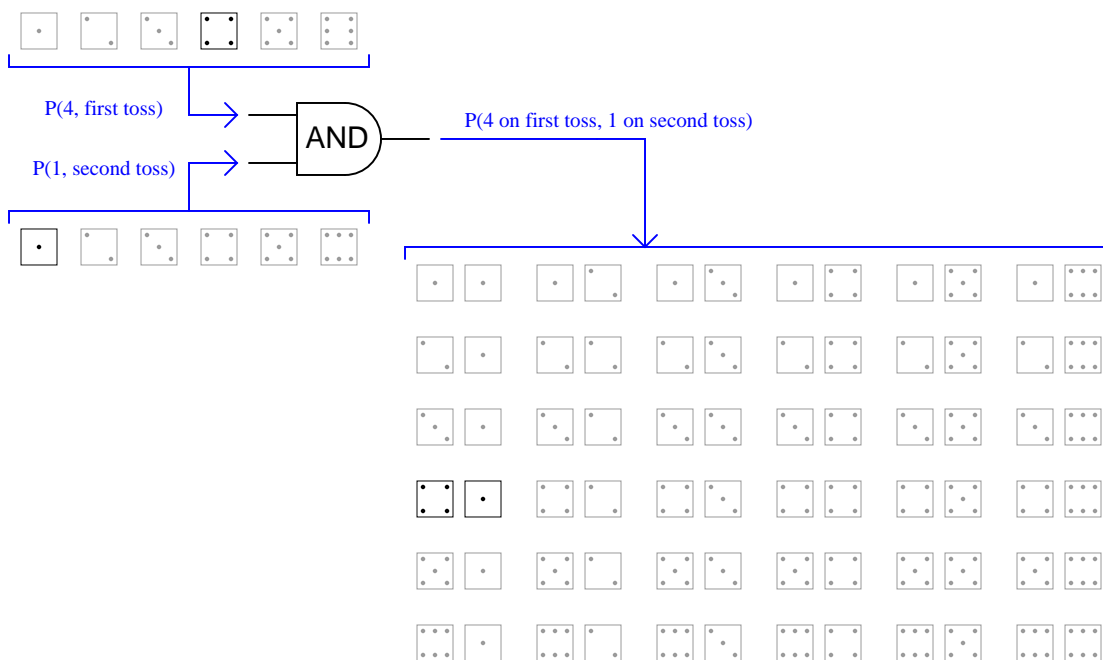 P(4, first toss)
AND
P(4 on first toss, 1 on second toss)
P(1, second toss)